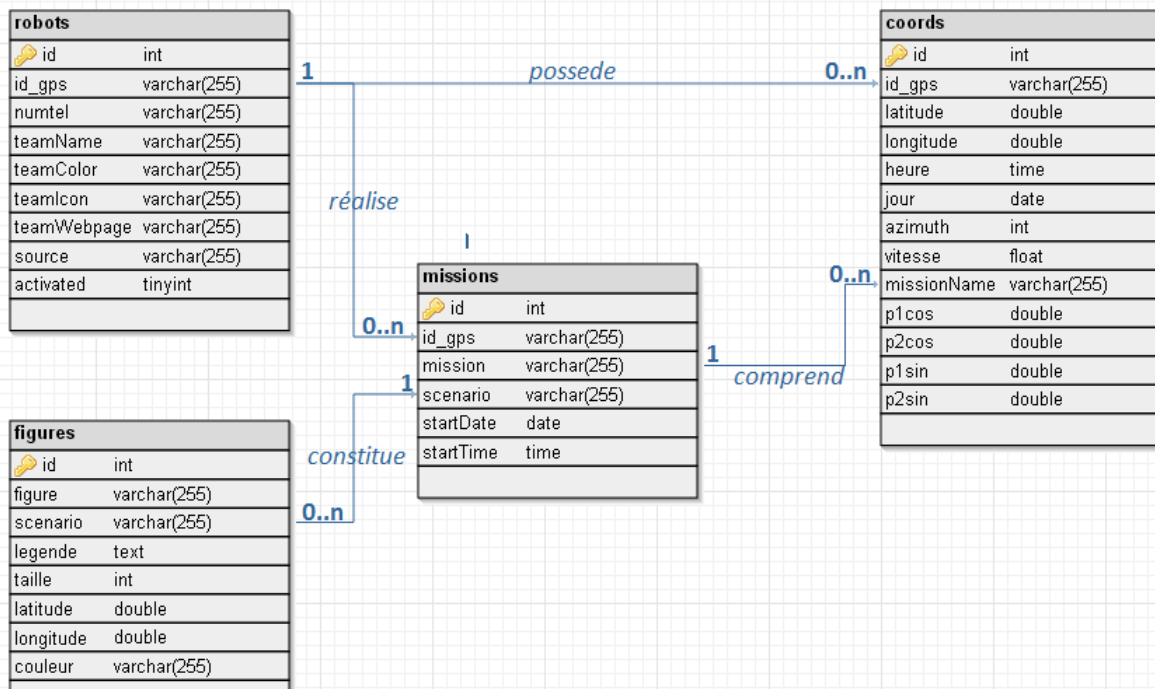 robots
id int
id_gps varchar(255)
numtel varchar(255)
teamName varchar(255)
teamColor varchar(255)
teamIcon varchar(255)
teamWebpage varchar(255)
source varchar(255)
activated tinyint
1 possede 0..n
réalise
0..n
coords
id int
id_gps varchar(255)
latitude double
longitude double
heure time
jour date
azimuth int
vitesse float
missionName varchar(255)
p1cos double
p2cos double
p1sin double
p2sin double
missions
id int
id_gps varchar(255)
mission varchar(255)
scenario varchar(255)
startDate date
startTime time
0..n
1
comprend
1
constitue
0..n
figures
id int
figure varchar(255)
scenario varchar(255)
legende text
taille int
latitude double
longitude double
couleur varchar(255)